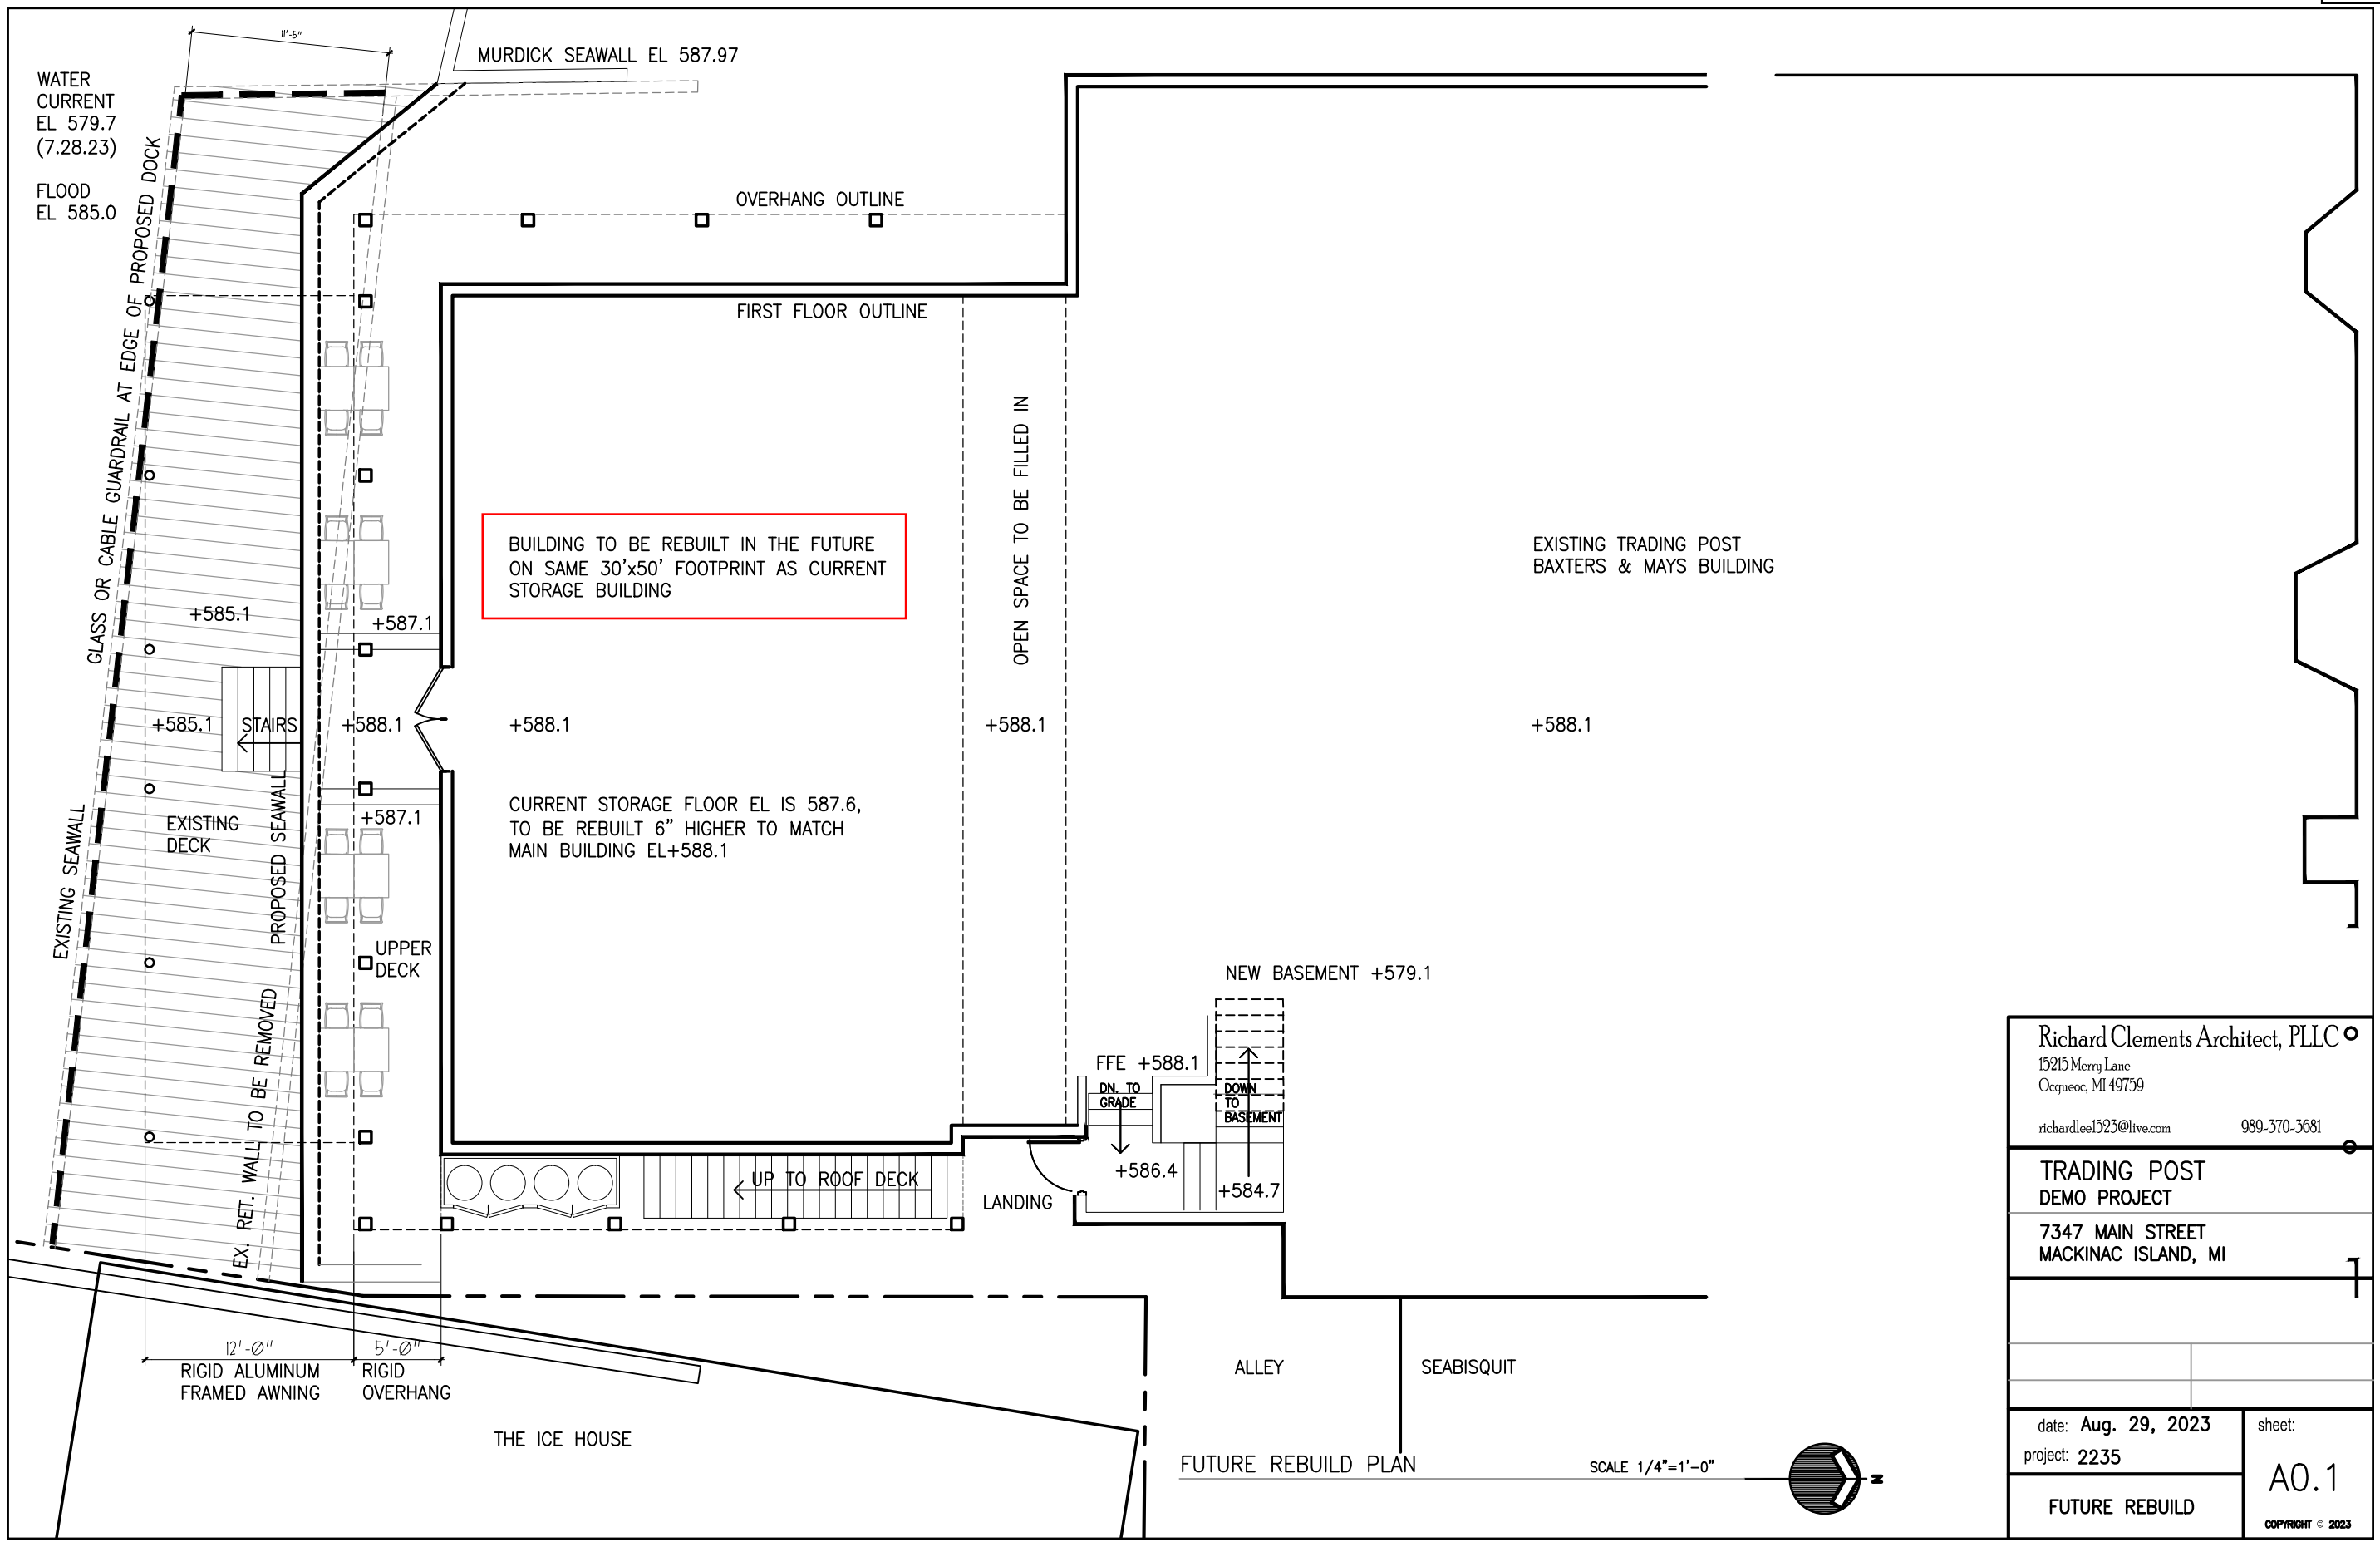 11'-5"
MURDICK SEAWALL EL 587.97
WATER
CURRENT
EL 579.7
(7.28.23)
FLOOD
EL 585.0
GLASS OR CABLE GUARDRAIL AT EDGE OF PROPOSED DOCK
OVERHANG OUTLINE
FIRST FLOOR OUTLINE
OPEN SPACE TO BE FILLED IN
BUILDING TO BE REBUILT IN THE FUTURE
ON SAME 30'x50' FOOTPRINT AS CURRENT
STORAGE BUILDING
EXISTING TRADING POST
BAXTERS & MAYS BUILDING
+585.1
+587.1
+585.1
STAIRS
+588.1
+588.1
+588.1
+588.1
CURRENT STORAGE FLOOR EL IS 587.6,
TO BE REBUILT 6" HIGHER TO MATCH
MAIN BUILDING EL+588.1
+587.1
EXISTING
DECK
EXISTING SEAWALL
PROPOSED SEAWALL
EX. RET. WALL TO BE REMOVED
UPPER
DECK
NEW BASEMENT +579.1
FFE +588.1
DN. TO
GRADE
DOWN
TO
BASEMENT
+586.4
+584.7
UP TO ROOF DECK
LANDING
12'-0"
RIGID ALUMINUM
FRAMED AWNING
5'-0"
RIGID
OVERHANG
THE ICE HOUSE
ALLEY
SEABISQUIT
FUTURE REBUILD PLAN
SCALE 1/4"=1'-0"
N
Richard Clements Architect, PLLC
15215 Merry Lane
Ocqueoc, MI 49759
richardlee1523@live.com 989-370-3681
TRADING POST
DEMO PROJECT
7347 MAIN STREET
MACKINAC ISLAND, MI
date: Aug. 29, 2023
project: 2235
sheet:
A0.1
FUTURE REBUILD
COPYRIGHT © 2023